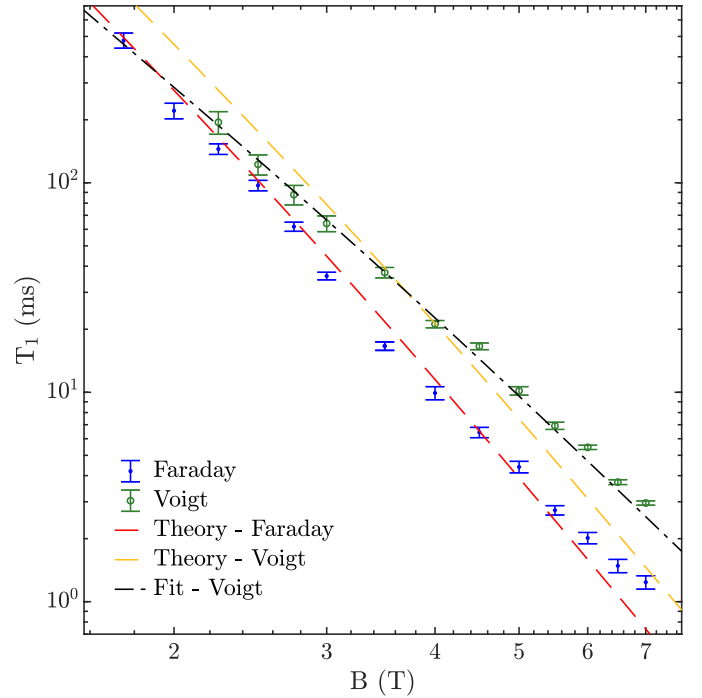 10²
10¹
10⁰
T₁ (ms)
Faraday
Voigt
Theory - Faraday
Theory - Voigt
Fit - Voigt
2 3 4 5 6 7
B (T)